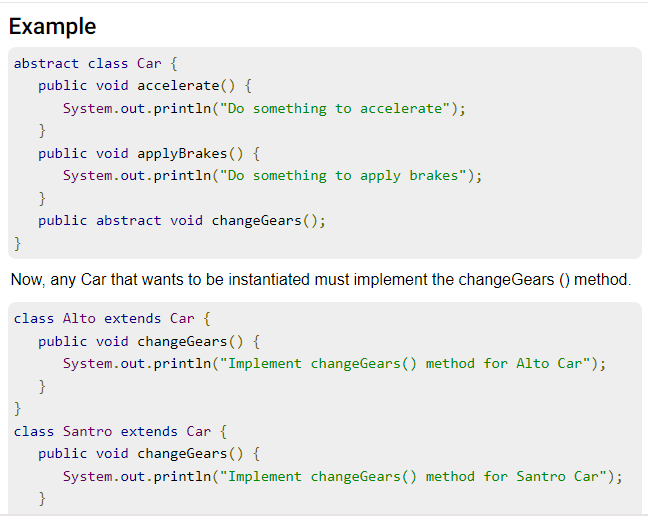 Example
abstract class Car {
   public void accelerate() {
      System.out.println("Do something to accelerate");
   }
   public void applyBrakes() {
      System.out.println("Do something to apply brakes");
   }
   public abstract void changeGears();
}
Now, any Car that wants to be instantiated must implement the changeGears () method.
class Alto extends Car {
   public void changeGears() {
      System.out.println("Implement changeGears() method for Alto Car");
   }
}
class Santro extends Car {
   public void changeGears() {
      System.out.println("Implement changeGears() method for Santro Car");
   }